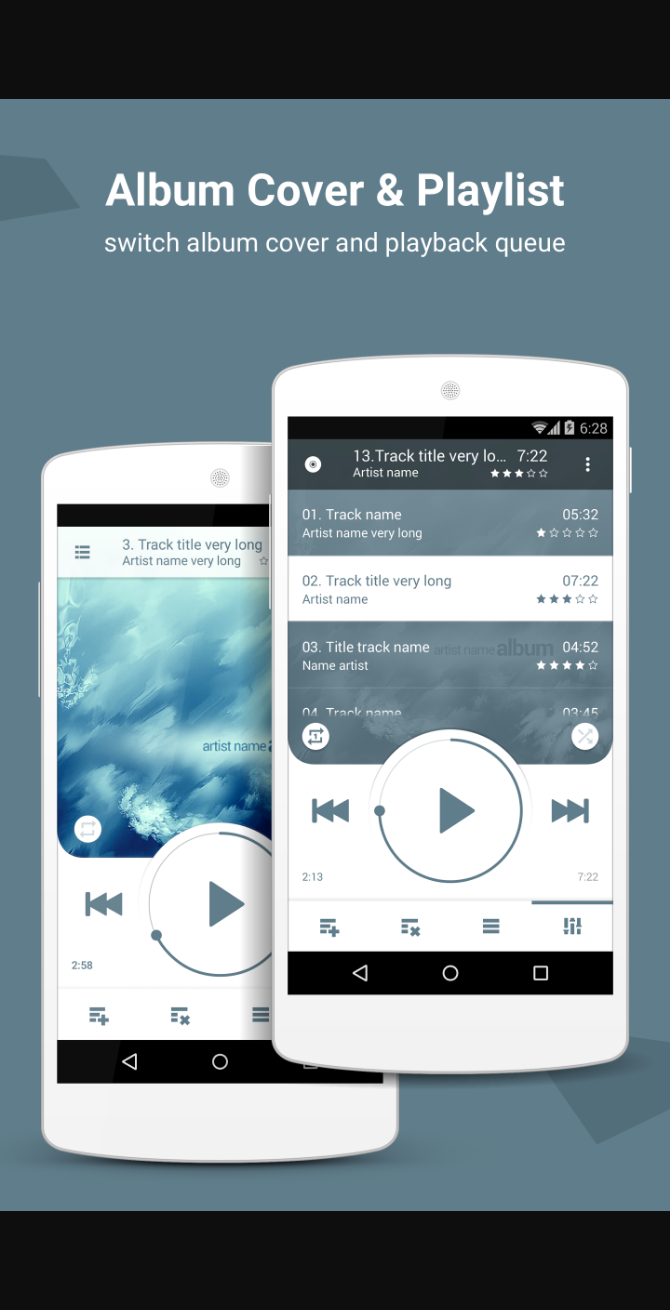 Album Cover & Playlist
switch album cover and playback queue
6:28
13.Track title very lo... 7:22
Artist name
01. Track name 05:32
Artist name very long
02. Track title very long 07:22
Artist name
03. Title track name 04:52
artist name album
Name artist
04. Track name 03:45
2:13 7:22
3. Track title very long
Artist name very long
artist name
2:58